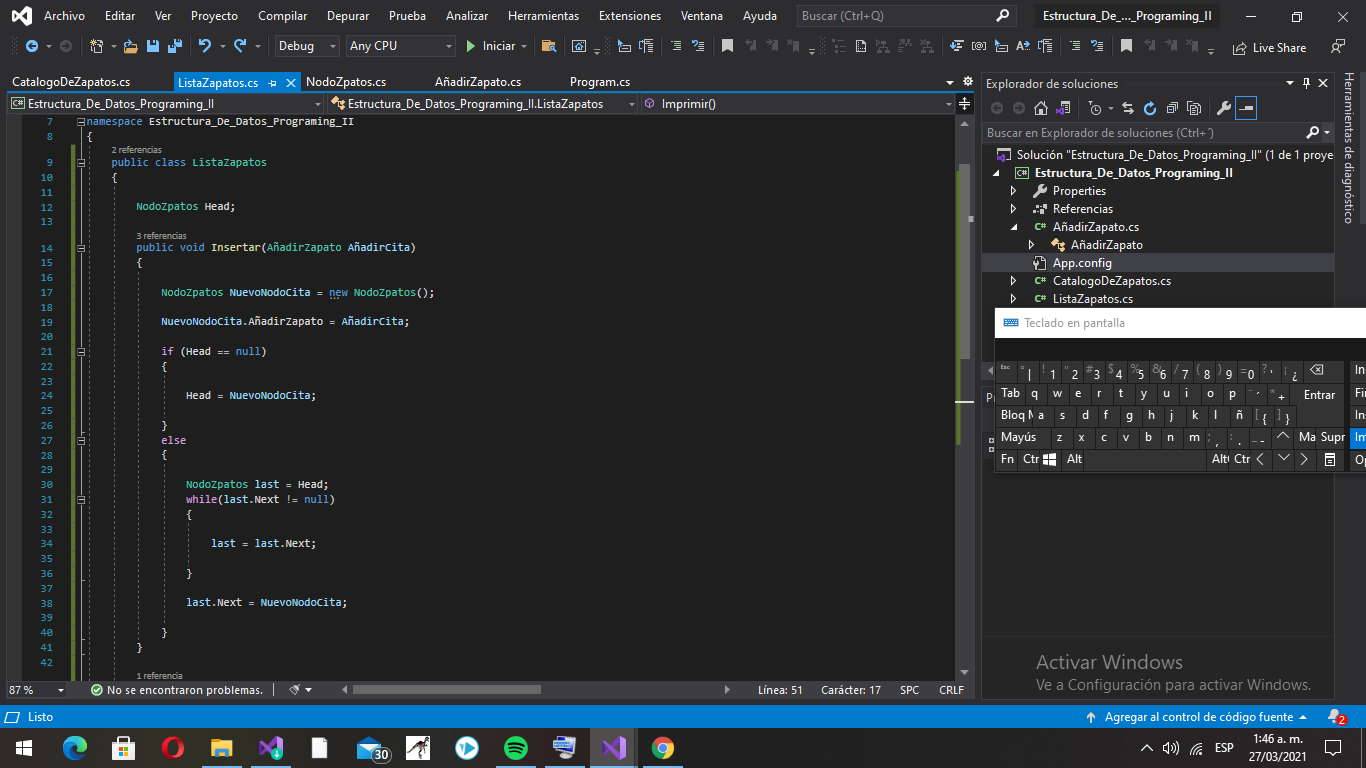 Archivo Editar Ver Proyecto Compilar Depurar Prueba Analizar Herramientas Extensiones Ventana Ayuda Buscar (Ctrl+Q) Estructura_De_..._Programing_II
Debug Any CPU Iniciar Live Share
CatalogoDeZapatos.cs ListaZapatos.cs NodoZpatos.cs AñadirZapato.cs Program.cs
Estructura_De_Datos_Programing_II Estructura_De_Datos_Programing_II.ListaZapatos Imprimir()
7 namespace Estructura_De_Datos_Programing_II
8 {
2 referencias
9 public class ListaZapatos
10 {
11
12 NodoZpatos Head;
13
3 referencias
14 public void Insertar(AñadirZapato AñadirCita)
15 {
16
17 NodoZpatos NuevoNodoCita = new NodoZpatos();
18
19 NuevoNodoCita.AñadirZapato = AñadirCita;
20
21 if (Head == null)
22 {
23
24 Head = NuevoNodoCita;
25
26 }
27 else
28 {
29
30 NodoZpatos last = Head;
31 while(last.Next != null)
32 {
33
34 last = last.Next;
35
36 }
37
38 last.Next = NuevoNodoCita;
39
40 }
41 }
42
1 referencia
87 % No se encontraron problemas. Línea: 51 Carácter: 17 SPC CRLF
Explorador de soluciones
Buscar en Explorador de soluciones (Ctrl+´)
Solución "Estructura_De_Datos_Programing_II" (1 de 1 proye
Estructura_De_Datos_Programing_II
Properties
Referencias
C# AñadirZapato.cs
AñadirZapato
App.config
C# CatalogoDeZapatos.cs
C# ListaZapatos.cs
Herramientas de diagnóstico
Teclado en pantalla
Esc ° | ! 1 " 2 # 3 $ 4 % 5 & 6 / 7 ( 8 ) 9 = 0 ? ' ¡ ¿ In
Tab q w e r t y u i o p ¨ ´ * + Entrar Fin
Bloq M a s d f g h j k l ñ [ { ] } Ins
Mayús z x c v b n m ; , : . _ - Ma Supr Im
Fn Ctr Alt Alt Ctr Op
Activar Windows
Ve a Configuración para activar Windows.
Listo Agregar al control de código fuente 2
30 ESP 1:46 a. m.
27/03/2021